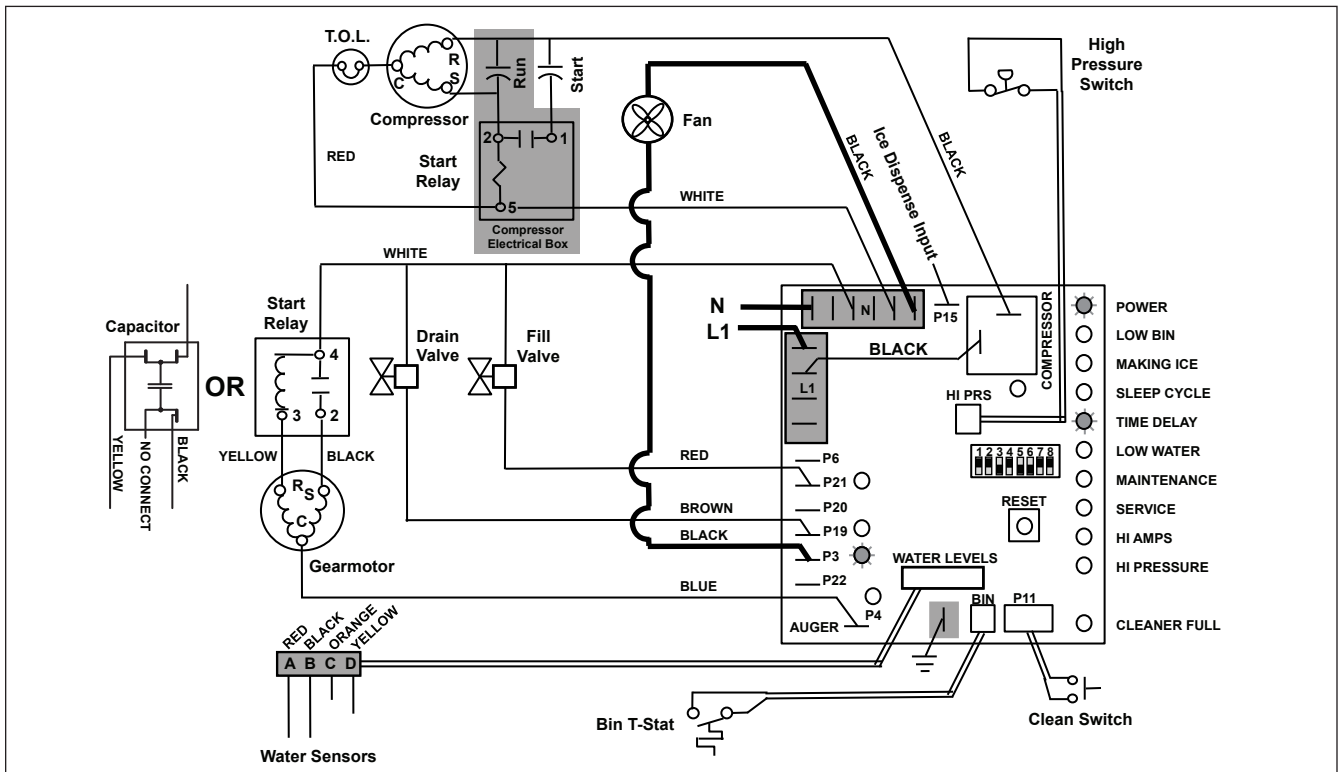 T.O.L.
R
S
C
Compressor
Run
Start
High
Pressure
Switch
Fan
RED
2
1
Start
Relay
5
Compressor
Electrical Box
WHITE
BLACK
Ice Dispense Input
BLACK
WHITE
Capacitor
OR
Start
Relay
4
3
2
Drain
Valve
Fill
Valve
N
L1
N
P15
COMPRESSOR
BLACK
L1
HI PRS
POWER
LOW BIN
MAKING ICE
SLEEP CYCLE
TIME DELAY
LOW WATER
MAINTENANCE
SERVICE
HI AMPS
HI PRESSURE
CLEANER FULL
YELLOW
NO CONNECT
BLACK
YELLOW
BLACK
R
S
C
Gearmotor
RED
BROWN
BLACK
BLUE
P6
P21
P20
P19
P3
P22
P4
AUGER
1 2 3 4 5 6 7 8
RESET
WATER LEVELS
BIN
P11
RED
BLACK
ORANGE
YELLOW
A B C D
Water Sensors
Bin T-Stat
Clean Switch